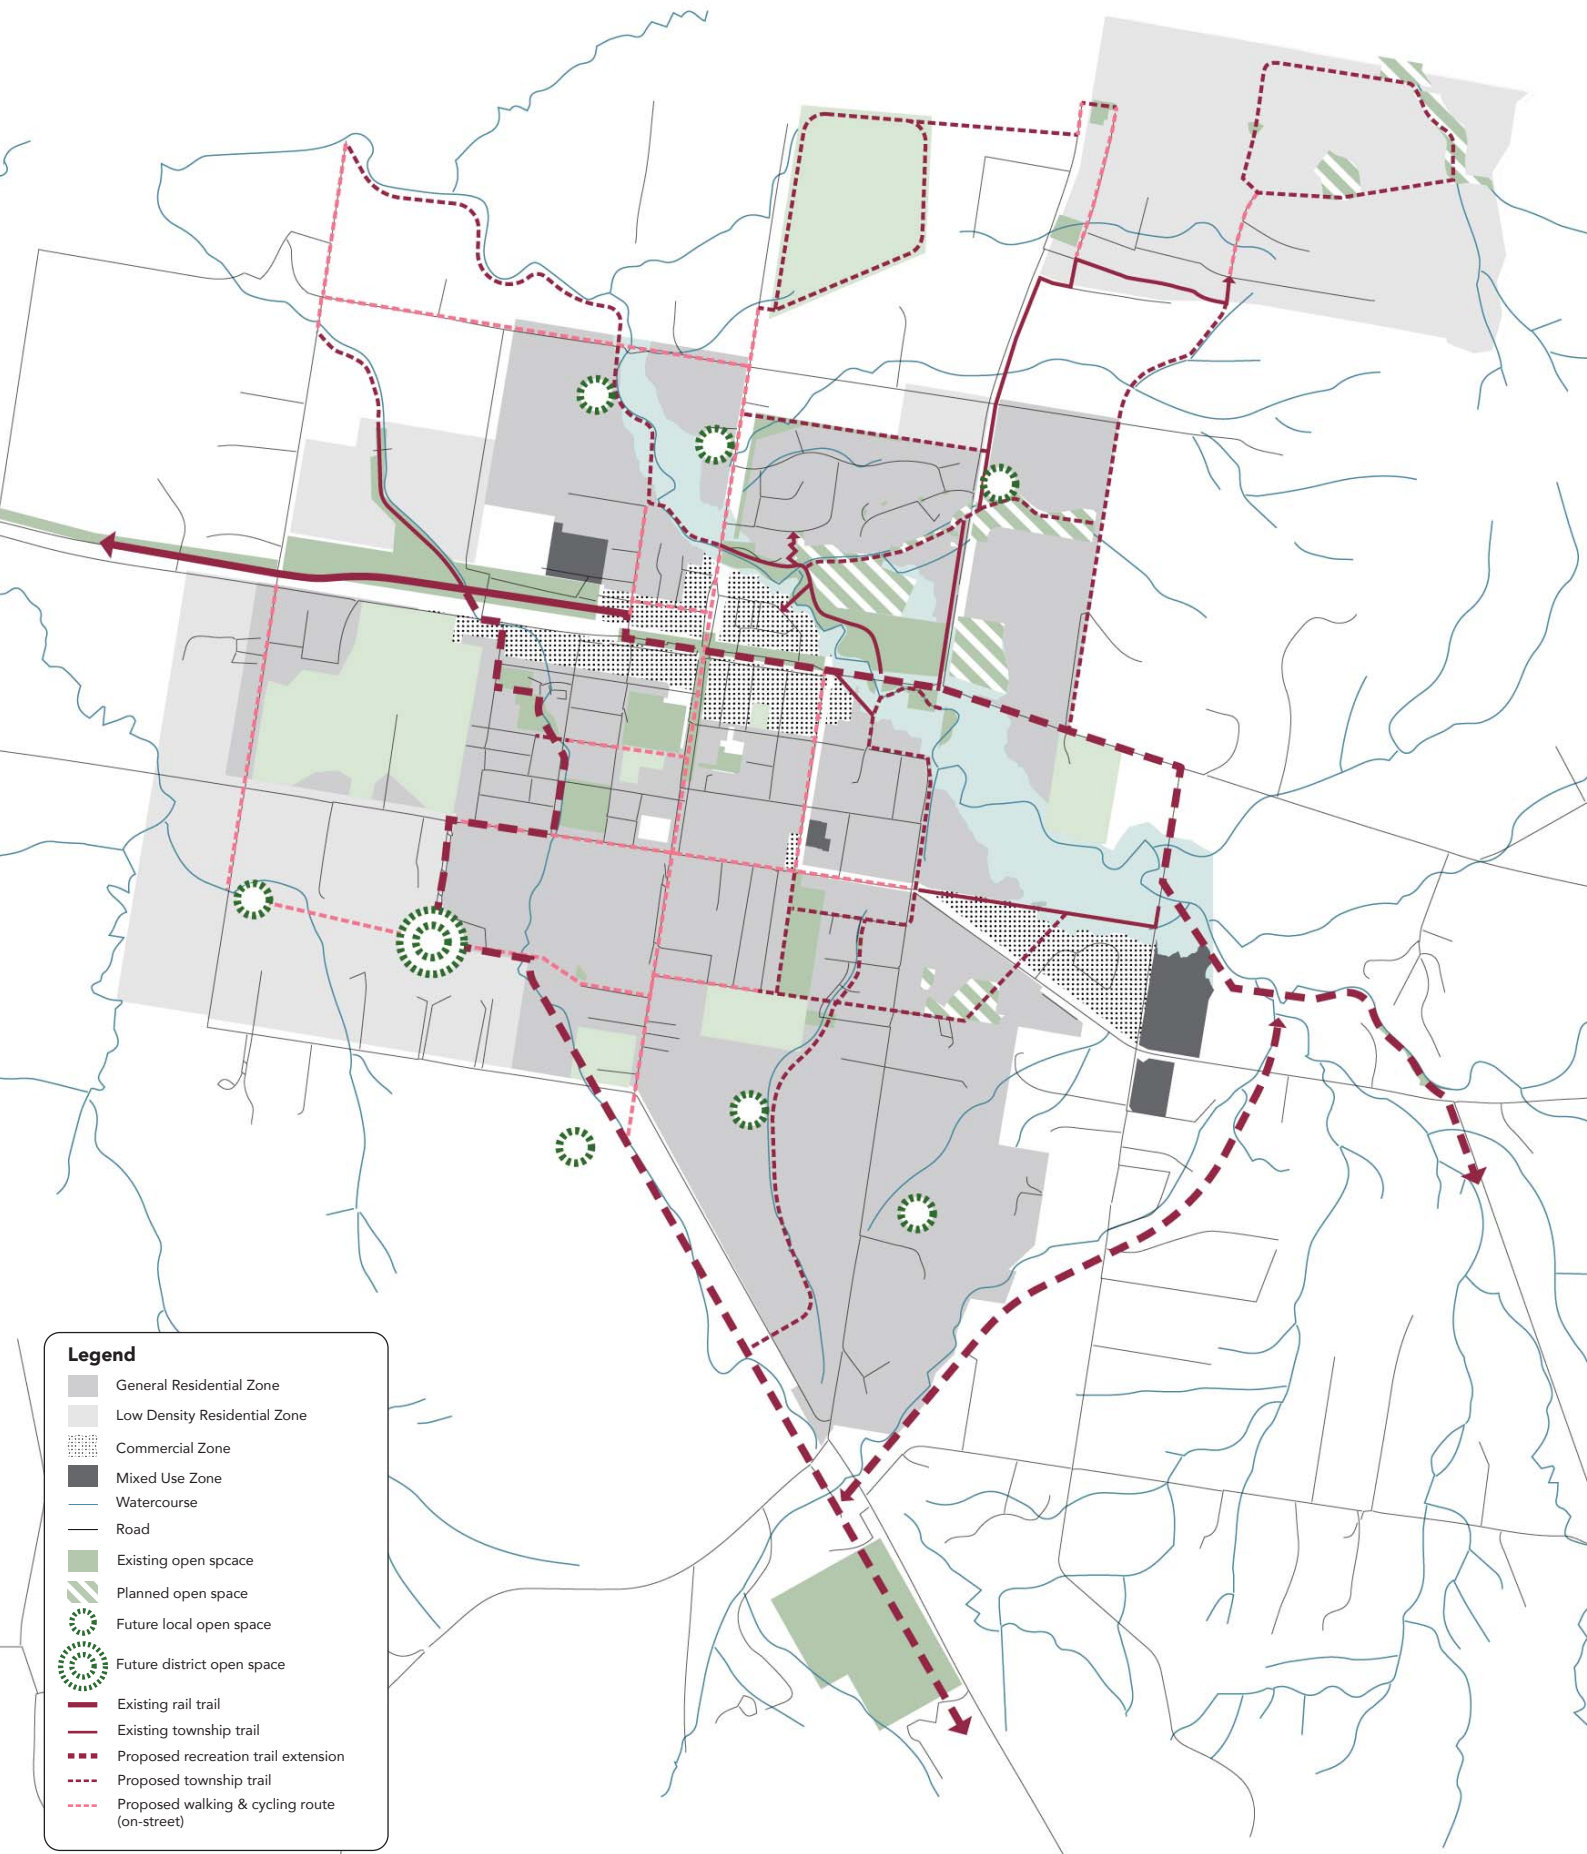 Legend
General Residential Zone
Low Density Residential Zone
Commercial Zone
Mixed Use Zone
Watercourse
Road
Existing open spcace
Planned open space
Future local open space
Future district open space
Existing rail trail
Existing township trail
Proposed recreation trail extension
Proposed township trail
Proposed walking & cycling route
(on-street)